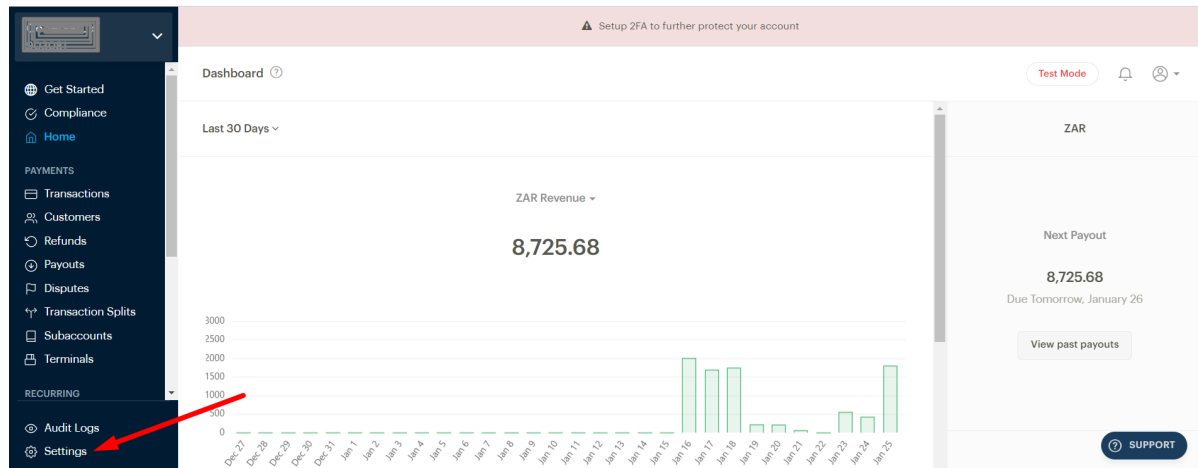 Setup 2FA to further protect your account
Get Started
Compliance
Home
PAYMENTS
Transactions
Customers
Refunds
Payouts
Disputes
Transaction Splits
Subaccounts
Terminals
RECURRING
Audit Logs
Settings
Dashboard
Test Mode
Last 30 Days
ZAR Revenue
8,725.68
3000
2500
2000
1500
1000
500
0
Dec 27
Dec 28
Dec 29
Dec 30
Dec 31
Jan 1
Jan 2
Jan 3
Jan 4
Jan 5
Jan 6
Jan 7
Jan 8
Jan 9
Jan 10
Jan 11
Jan 12
Jan 13
Jan 14
Jan 15
Jan 16
Jan 17
Jan 18
Jan 19
Jan 20
Jan 21
Jan 22
Jan 23
Jan 24
Jan 25
ZAR
Next Payout
8,725.68
Due Tomorrow, January 26
View past payouts
SUPPORT